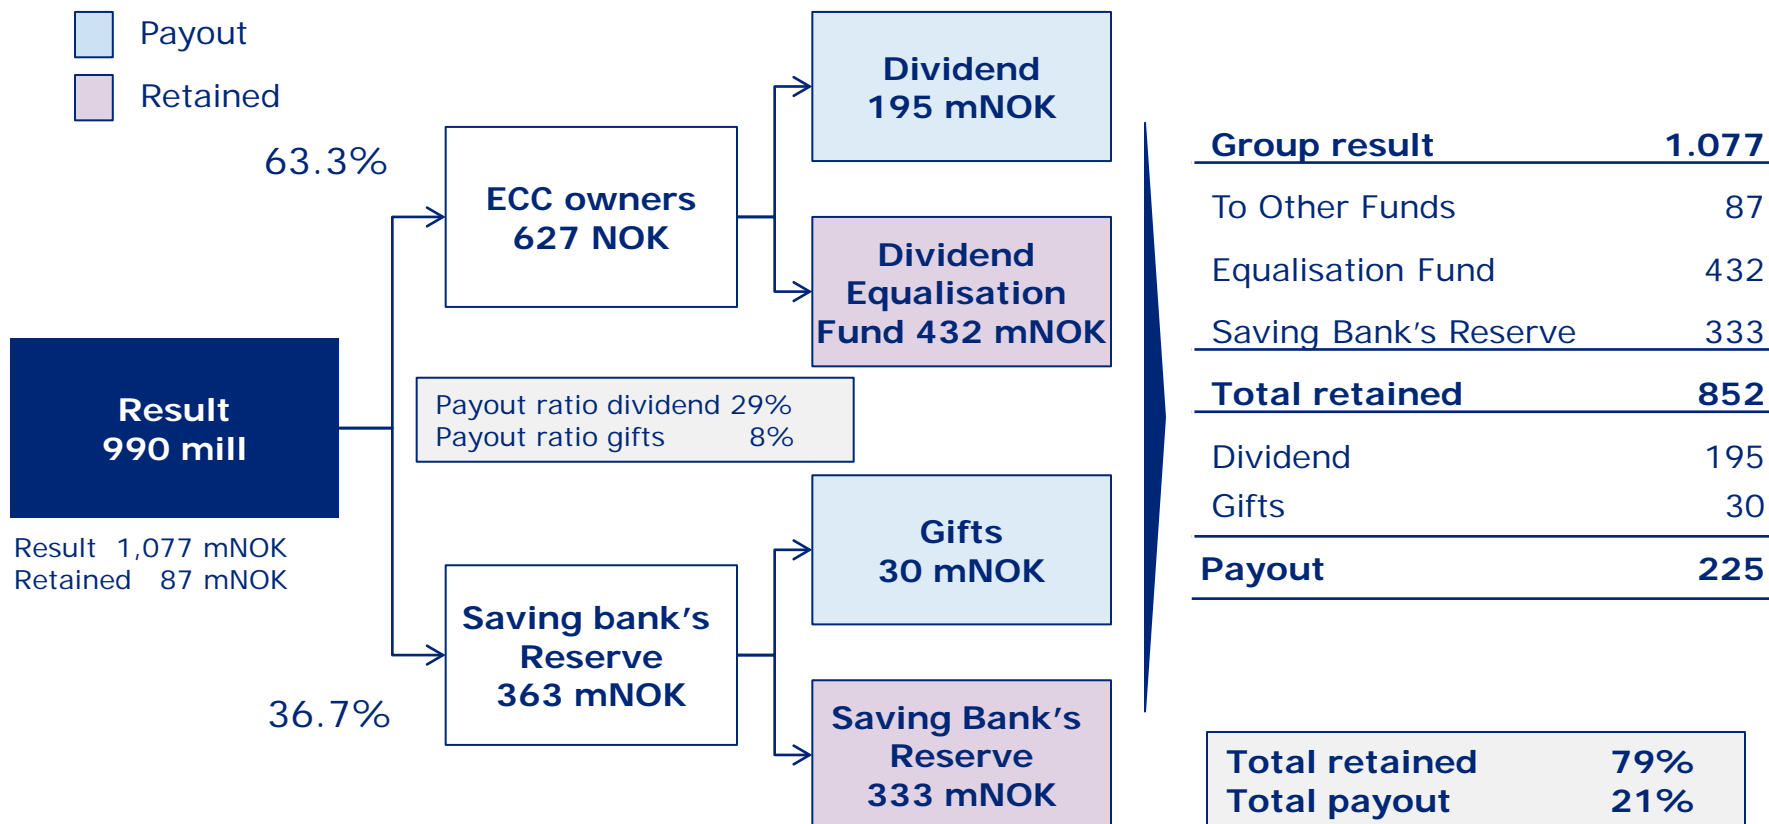 Payout
Retained
63.3%
ECC owners
627 NOK
Result
990 mill
Result 1,077 mNOK
Retained 87 mNOK
Payout ratio dividend 29%
Payout ratio gifts 8%
Saving bank's
Reserve
363 mNOK
36.7%
Dividend
195 mNOK
Dividend
Equalisation
Fund 432 mNOK
Gifts
30 mNOK
Saving Bank's
Reserve
333 mNOK
Group result 1.077
To Other Funds 87
Equalisation Fund 432
Saving Bank's Reserve 333
Total retained 852
Dividend 195
Gifts 30
Payout 225
Total retained 79%
Total payout 21%